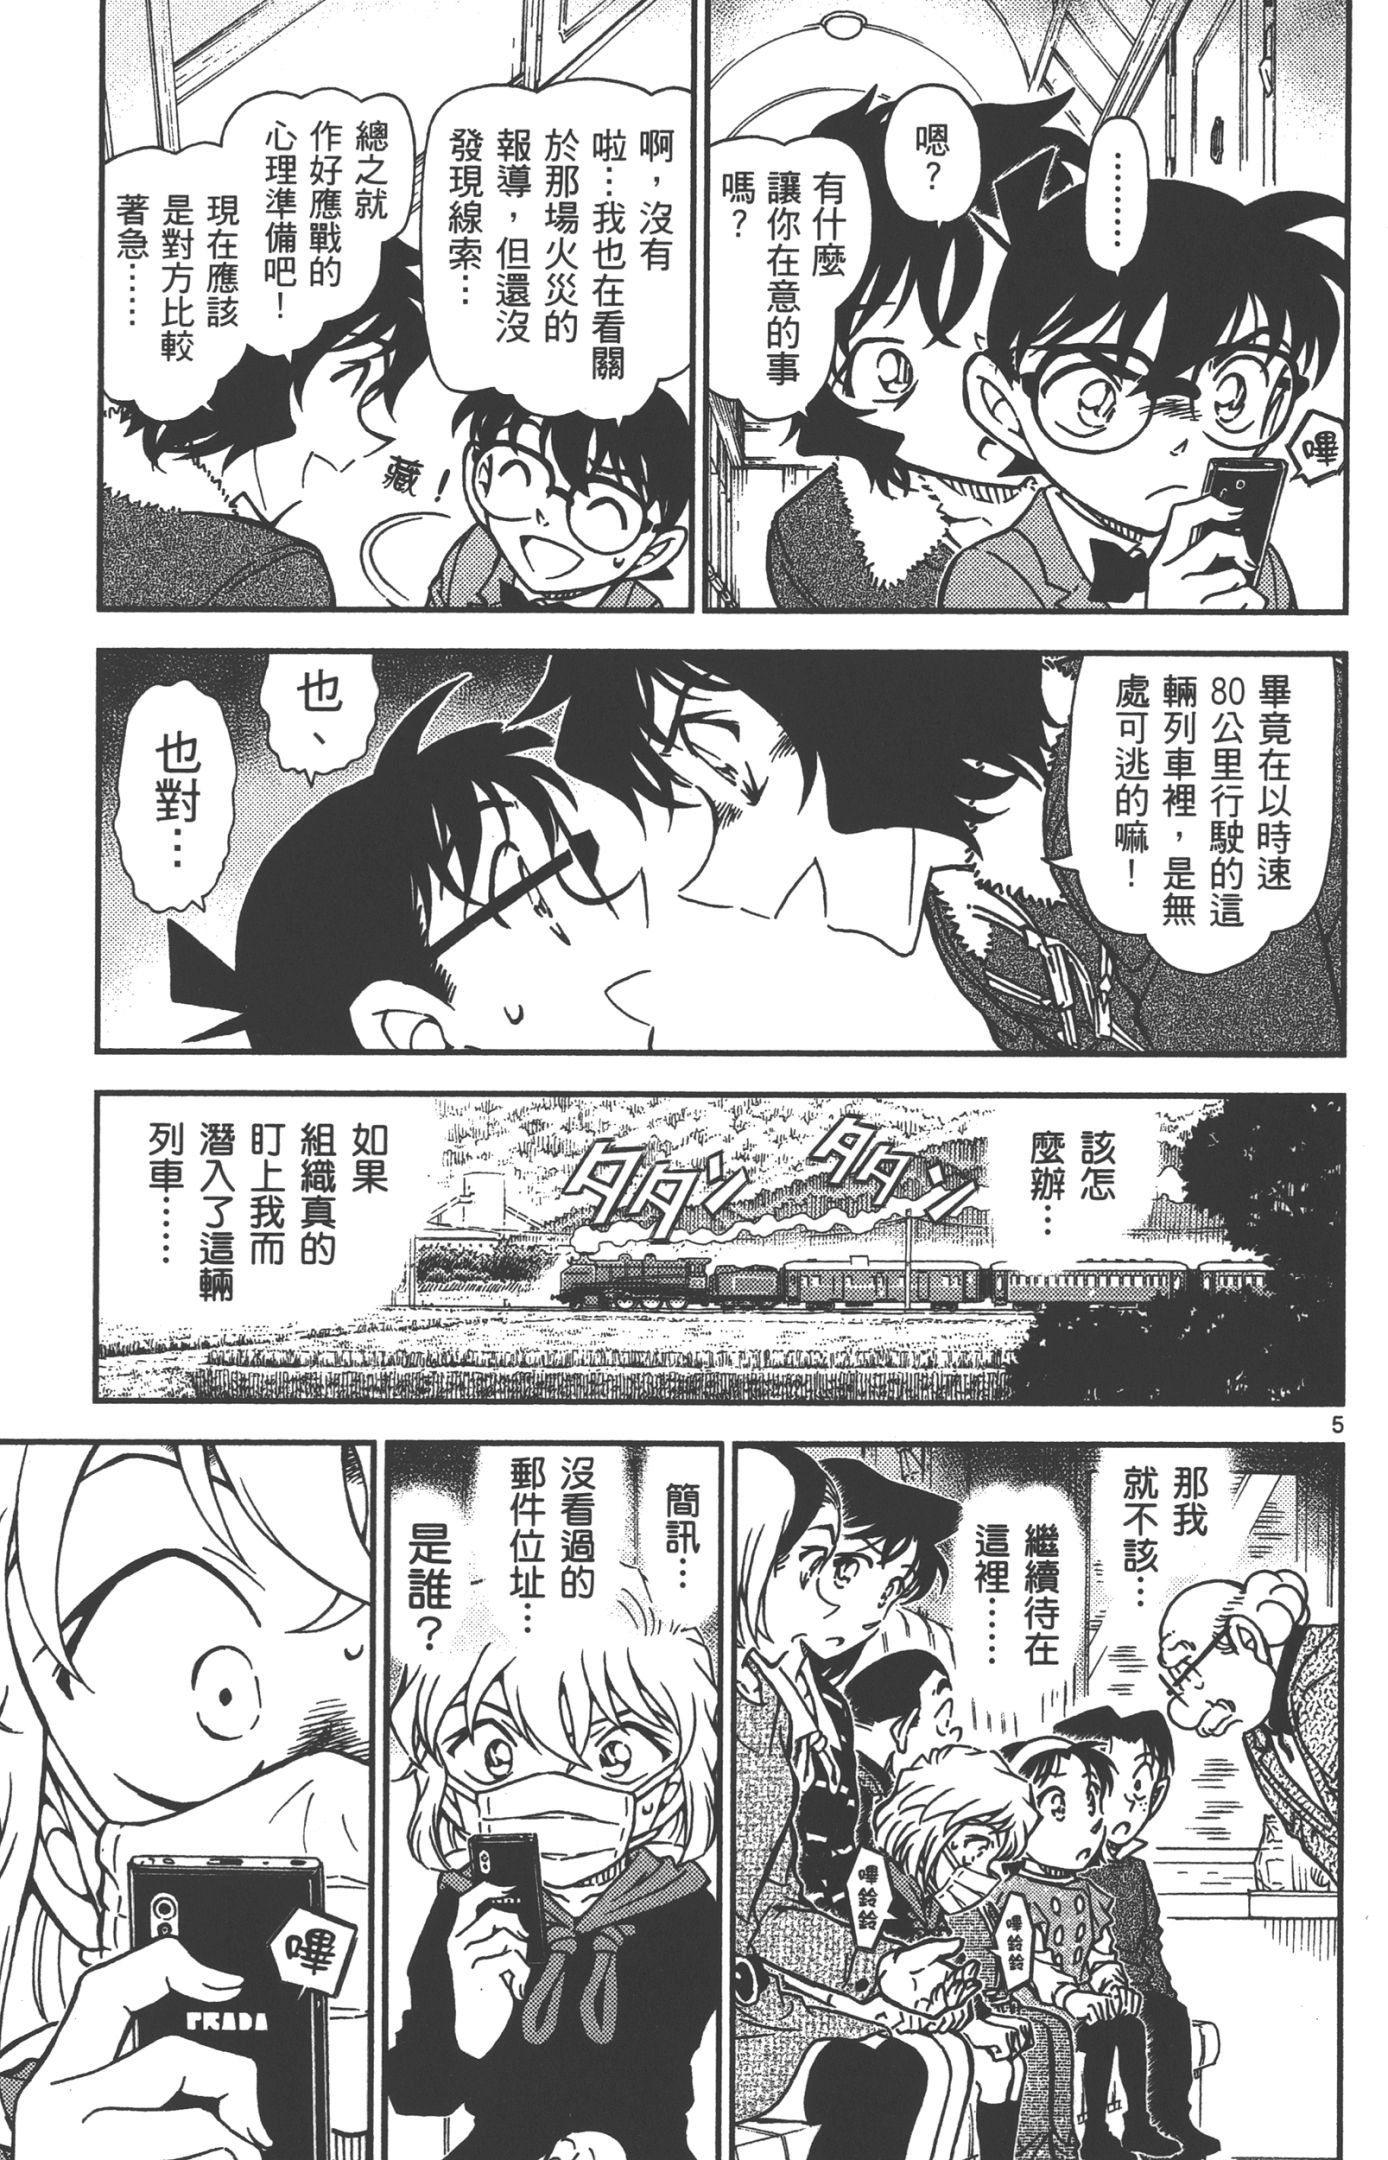 ………
嗯？
有什麼
讓你在意的事
嗎？
嗶
啊，沒有
啦…我也在看關
於那場火災的
報導，但還沒
發現線索…
總之就
作好應戰的
心理準備吧！
現在應該
是對方比較
著急……
藏！
畢竟在以時速
80公里行駛的這
輛列車裡，是無
處可逃的嘛！
也、
也對…
該怎
麼辦…
タタン
タタン
如果
組織真的
盯上我而
潛入了這輛
列車……
5
那我
就不該…
繼續待在
這裡……
嗶鈴鈴
嗶鈴鈴
簡訊…
沒看過的
郵件位址…
是誰？
嗶
PRADA